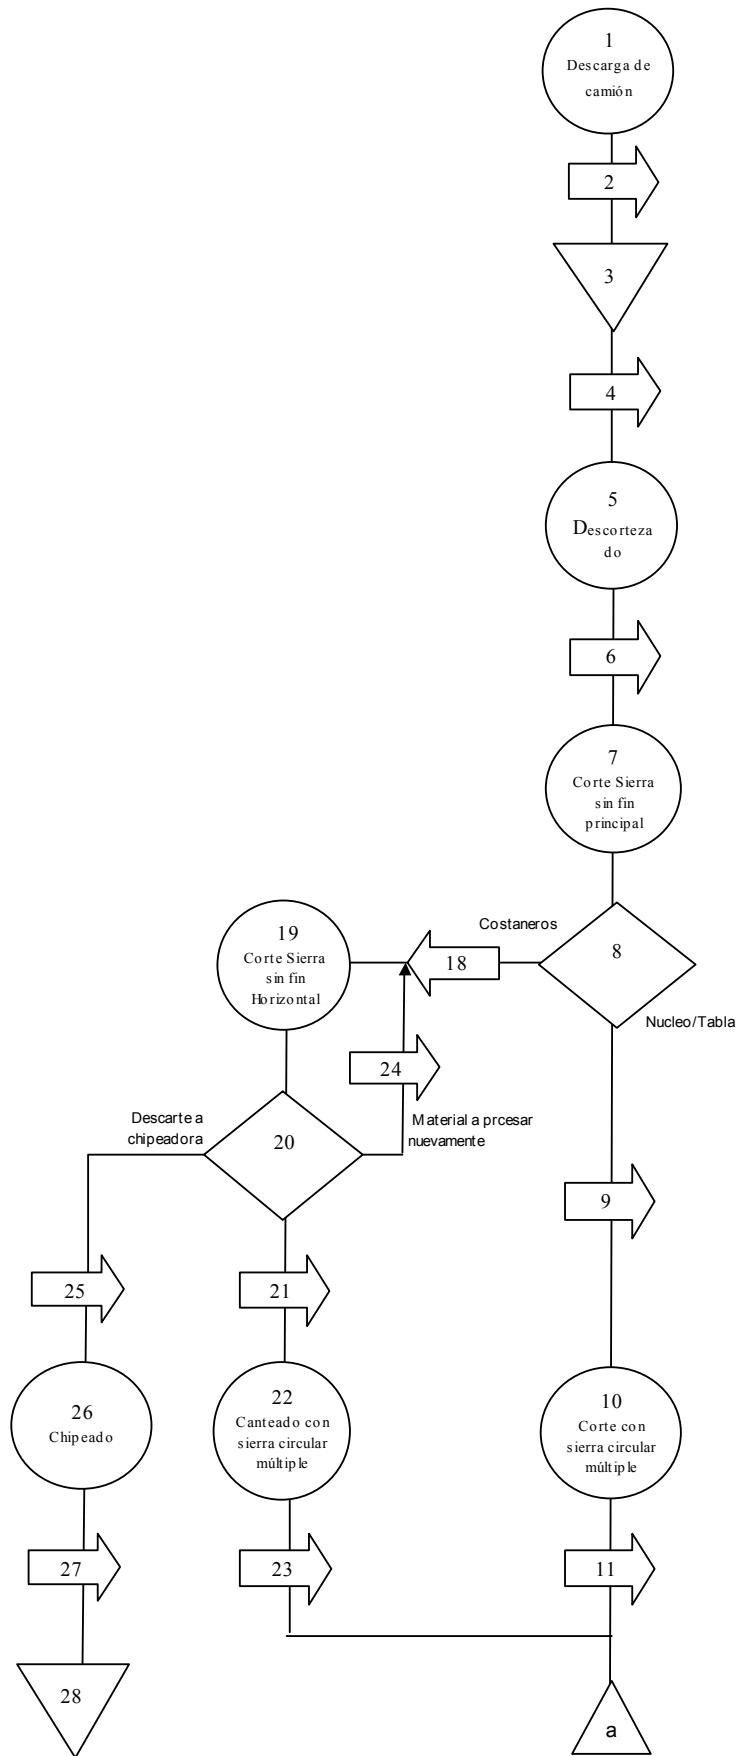 1
Descarga de
camión
2
3
4
5
Descorteza
do
6
7
Corte Sierra
sin fin
principal
Costaneros
8
18
19
Corte Sierra
sin fin
Horizontal
Nucleo/Tabla
24
Descarte a
chipeadora
20
Material a prcesar
nuevamente
9
25
21
26
Chipeado
22
Canteado con
sierra circular
múltiple
10
Corte con
sierra circular
múltiple
27
23
11
28
a